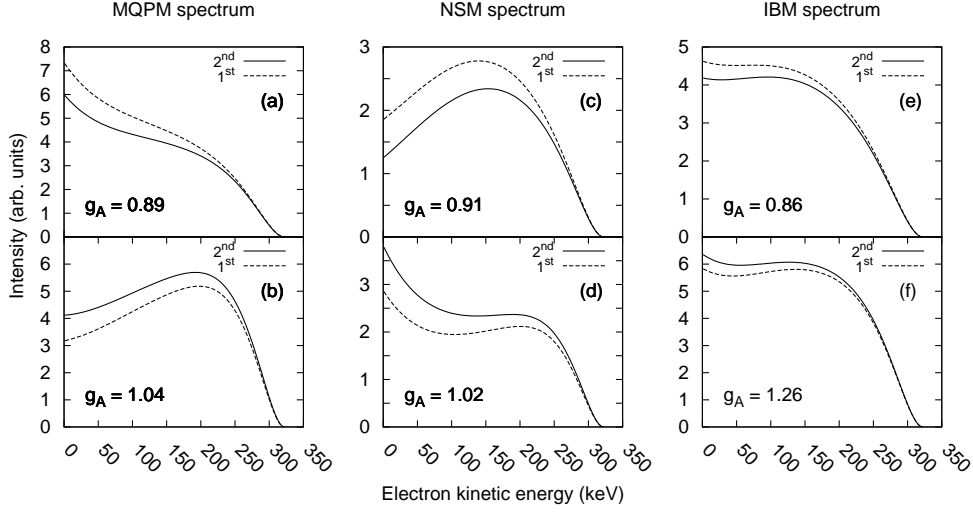 MQPM spectrum
NSM spectrum
IBM spectrum
Intensity (arb. units)
8
7
6
5
4
3
2
1
0
2nd
1st
(a)
gA = 0.89
3
2
1
0
2nd
1st
(c)
gA = 0.91
5
4
3
2
1
0
2nd
1st
(e)
gA = 0.86
6
5
4
3
2
1
0
2nd
1st
(b)
gA = 1.04
3
2
1
0
2nd
1st
(d)
gA = 1.02
6
5
4
3
2
1
0
2nd
1st
(f)
gA = 1.26
0 50 100 150 200 250 300 350
0 50 100 150 200 250 300 350
0 50 100 150 200 250 300 350
Electron kinetic energy (keV)